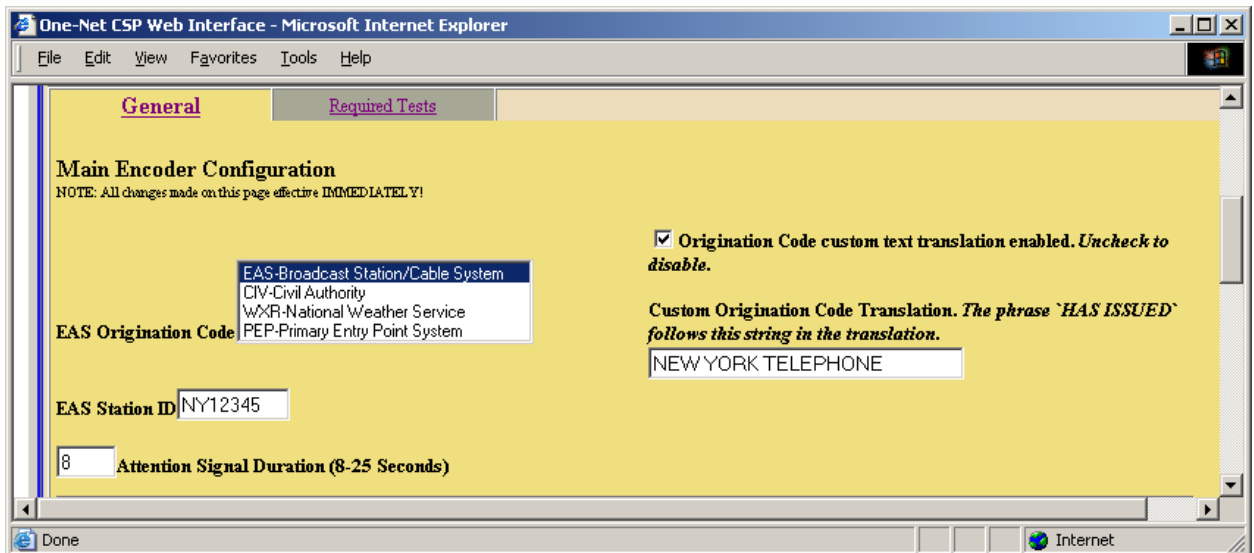 One-Net CSP Web Interface - Microsoft Internet Explorer
File Edit View Favorites Tools Help
General
Required Tests
Main Encoder Configuration
NOTE: All changes made on this page effective IMMEDIATELY!
Origination Code custom text translation enabled. Uncheck to
disable.
EAS Origination Code
EAS-Broadcast Station/Cable System
CIV-Civil Authority
WXR-National Weather Service
PEP-Primary Entry Point System
Custom Origination Code Translation. The phrase `HAS ISSUED`
follows this string in the translation.
NEW YORK TELEPHONE
EAS Station ID NY12345
8 Attention Signal Duration (8-25 Seconds)
Done
Internet